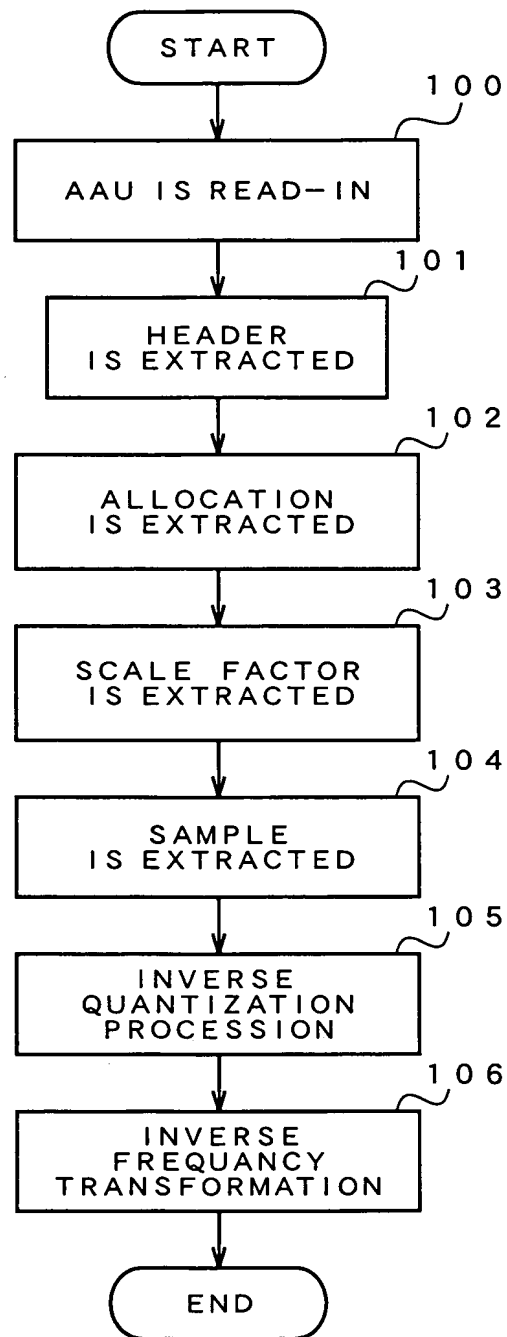 START
100
AAU IS READ-IN
101
HEADER
IS EXTRACTED
102
ALLOCATION
IS EXTRACTED
103
SCALE FACTOR
IS EXTRACTED
104
SAMPLE
IS EXTRACTED
105
INVERSE
QUANTIZATION
PROCESSION
106
INVERSE
FREQUANCY
TRANSFORMATION
END